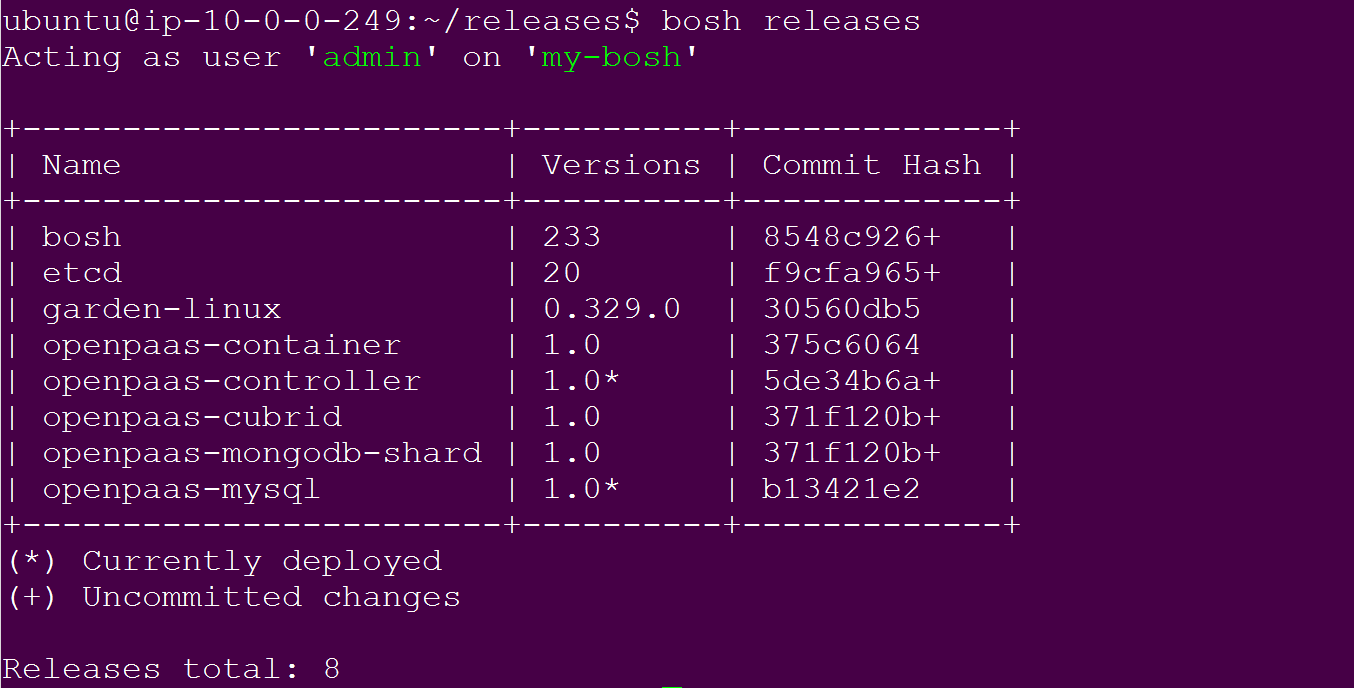 ubuntu@ip-10-0-0-249:~/releases$ bosh releases
Acting as user 'admin' on 'my-bosh'
+------------------------+----------+-------------+
| Name                   | Versions | Commit Hash |
+------------------------+----------+-------------+
| bosh                   | 233      | 8548c926+   |
| etcd                   | 20       | f9cfa965+   |
| garden-linux           | 0.329.0  | 30560db5    |
| openpaas-container     | 1.0      | 375c6064    |
| openpaas-controller    | 1.0*     | 5de34b6a+   |
| openpaas-cubrid        | 1.0      | 371f120b+   |
| openpaas-mongodb-shard | 1.0      | 371f120b+   |
| openpaas-mysql         | 1.0*     | b13421e2    |
+------------------------+----------+-------------+
(*) Currently deployed
(+) Uncommitted changes
Releases total: 8